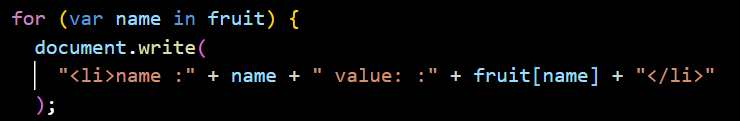 for (var name in fruit) {
  document.write(
    "<li>name :" + name + " value: :" + fruit[name] + "</li>"
  );